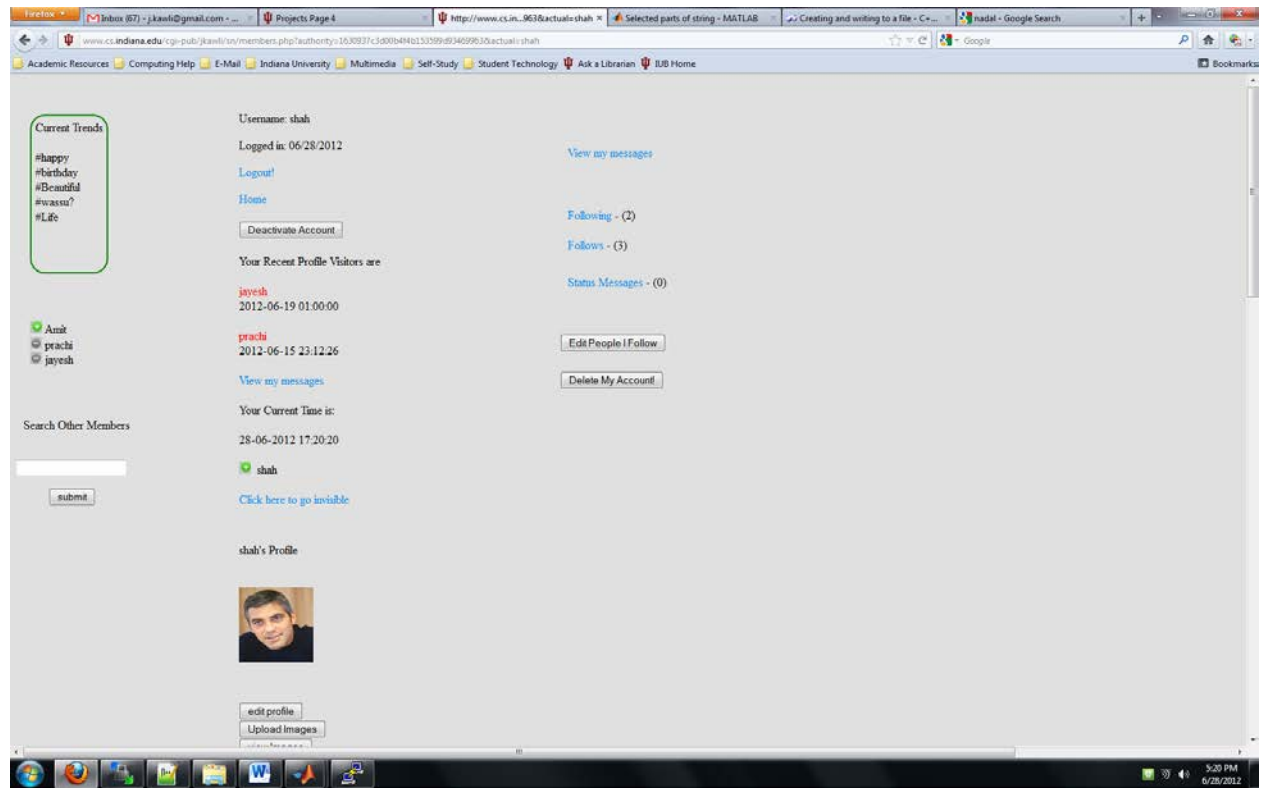 Firefox
Inbox (67) - j.kawli@gmail.com - ...
Projects Page 4
http://www.cs.in...963&actual=shah
Selected parts of string - MATLAB
Creating and writing to a file - C+...
nadal - Google Search
Google
Academic Resources
Computing Help
E-Mail
Indiana University
Multimedia
Self-Study
Student Technology
Ask a Librarian
IUB Home
Bookmarks
Current Trends
#happy
#birthday
#Beautiful
#wassu?
#Life
Amit
prachi
jayesh
Search Other Members
submit
Username: shah
Logged in: 06/28/2012
Logout!
Home
Deactivate Account
Your Recent Profile Visitors are
jayesh
2012-06-19 01:00:00
prachi
2012-06-15 23:12:26
View my messages
Your Current Time is:
28-06-2012 17:20:20
shah
Click here to go invisible
shah's Profile
edit profile
Upload Images
View my messages
Following - (2)
Follows - (3)
Status Messages - (0)
Edit People I Follow
Delete My Account!
5:20 PM
6/28/2012